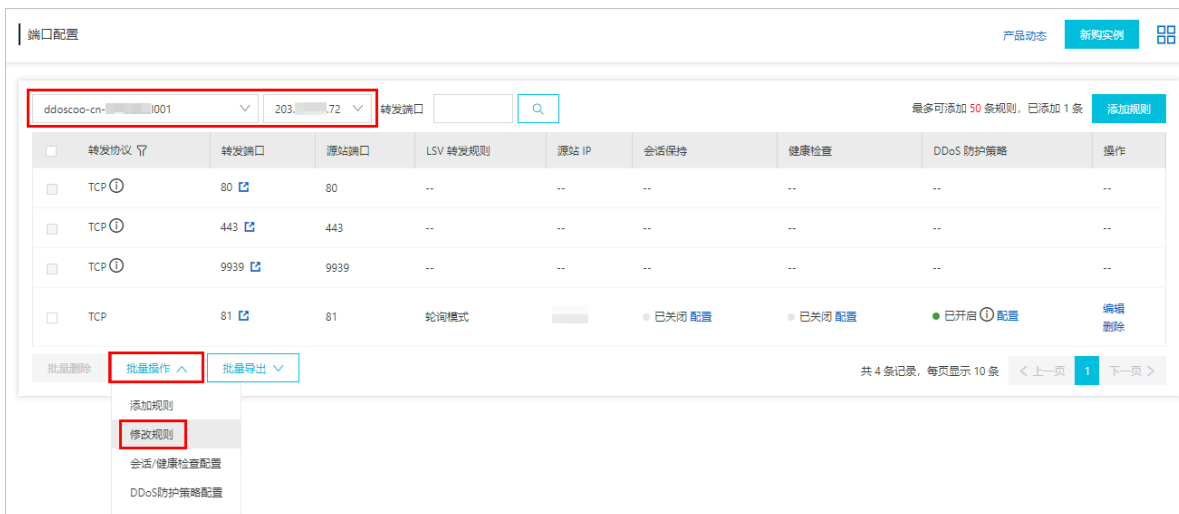 端口配置
产品动态 新购实例
ddoscoo-cn- l001 203. .72 转发端口 最多可添加 50 条规则，已添加 1 条 添加规则
转发协议 转发端口 源站端口 LSV 转发规则 源站 IP 会话保持 健康检查 DDoS 防护策略 操作
TCP 80 80 -- -- -- -- -- --
TCP 443 443 -- -- -- -- -- --
TCP 9939 9939 -- -- -- -- -- --
TCP 81 81 轮询模式 已关闭 配置 已关闭 配置 已开启 配置 编辑
删除
批量删除 批量操作 批量导出 共 4 条记录，每页显示 10 条 < 上一页 1 下一页 >
添加规则
修改规则
会话/健康检查配置
DDoS防护策略配置